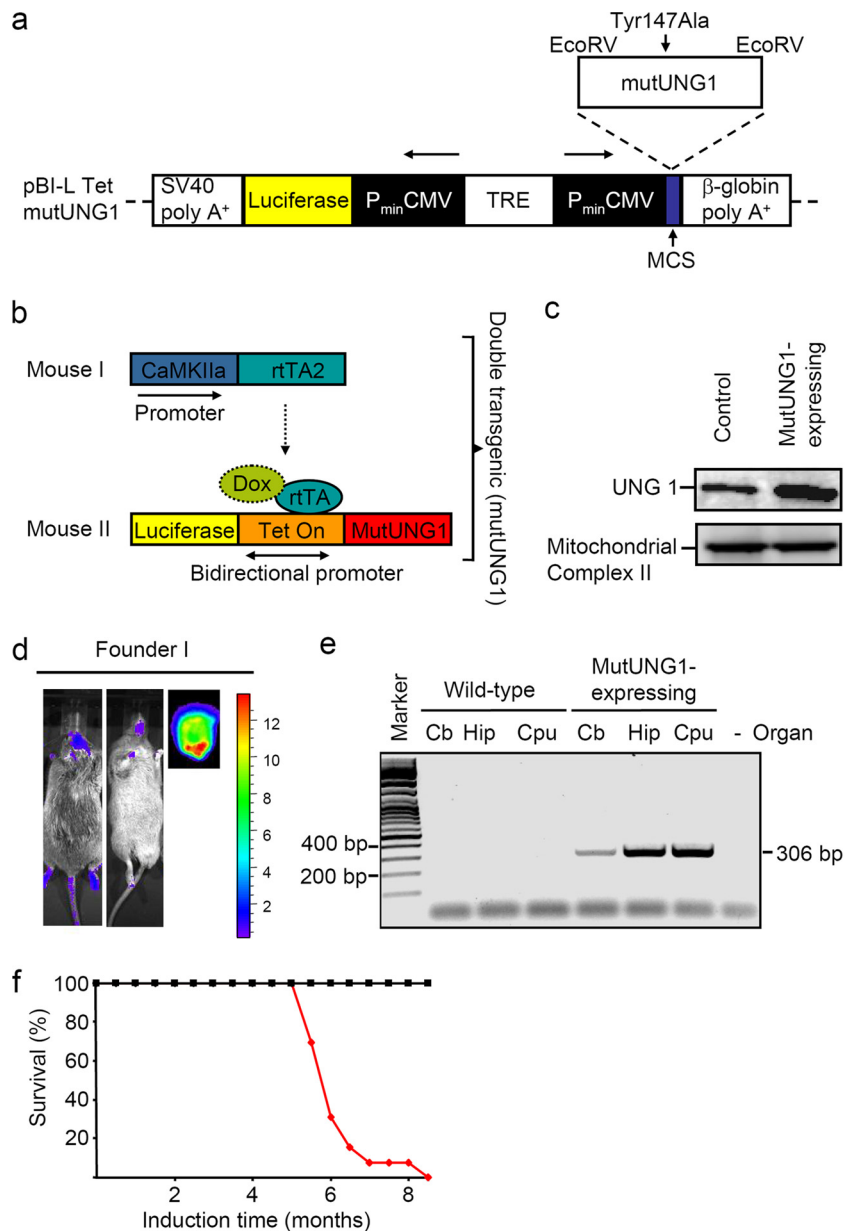 a
Tyr147Ala
EcoRV EcoRV
mutUNG1
pBI-L Tet
mutUNG1
SV40
poly A+
Luciferase
PminCMV
TRE
PminCMV
β-globin
poly A+
MCS
b
Mouse I
CaMKIIa
rtTA2
Promoter
Dox
rtTA
Mouse II
Luciferase
Tet On
MutUNG1
Bidirectional promoter
Double transgenic (mutUNG1)
c
Control
MutUNG1-
expressing
UNG 1
Mitochondrial
Complex II
d
Founder I
12
10
8
6
4
2
e
Marker
Wild-type
MutUNG1-
expressing
Cb Hip Cpu Cb Hip Cpu - Organ
400 bp
200 bp
306 bp
f
Survival (%)
100
80
60
40
20
2 4 6 8
Induction time (months)